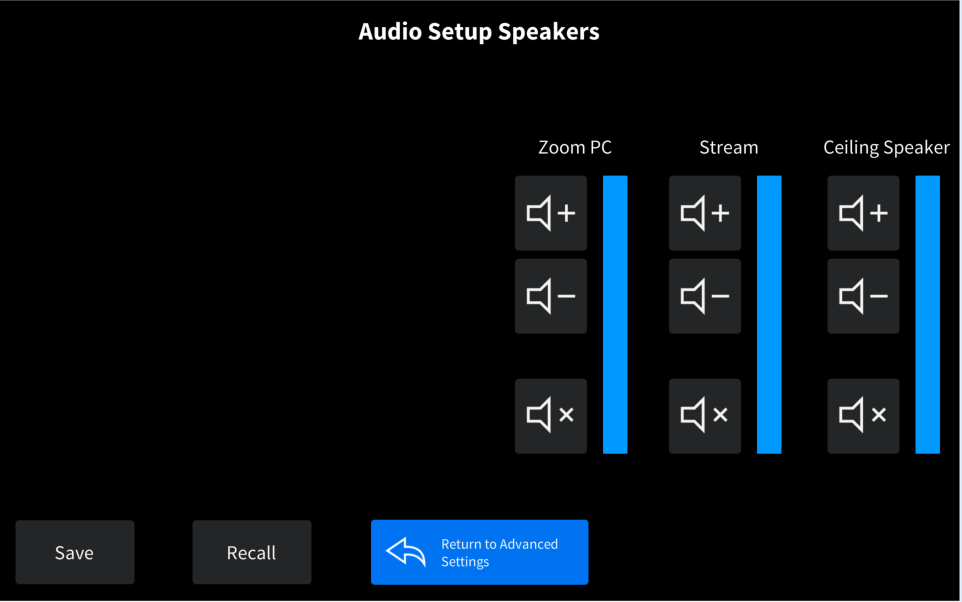 Audio Setup Speakers
Zoom PC
Stream
Ceiling Speaker
Save
Recall
Return to Advanced
Settings